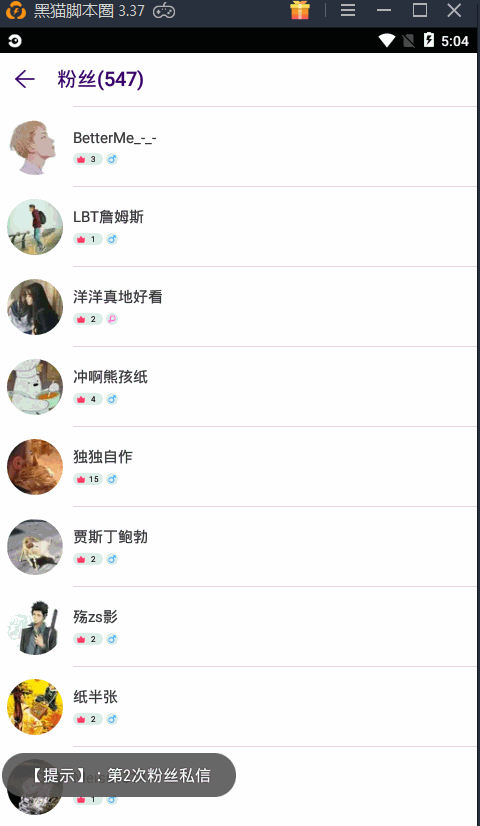 黑猫脚本圈 3.37
5:04
粉丝(547)
BetterMe_-_-
3
LBT詹姆斯
1
洋洋真地好看
2
冲啊熊孩纸
4
独独自作
15
贾斯丁鲍勃
2
殇zs影
2
纸半张
2
【提示】:第2次粉丝私信
1